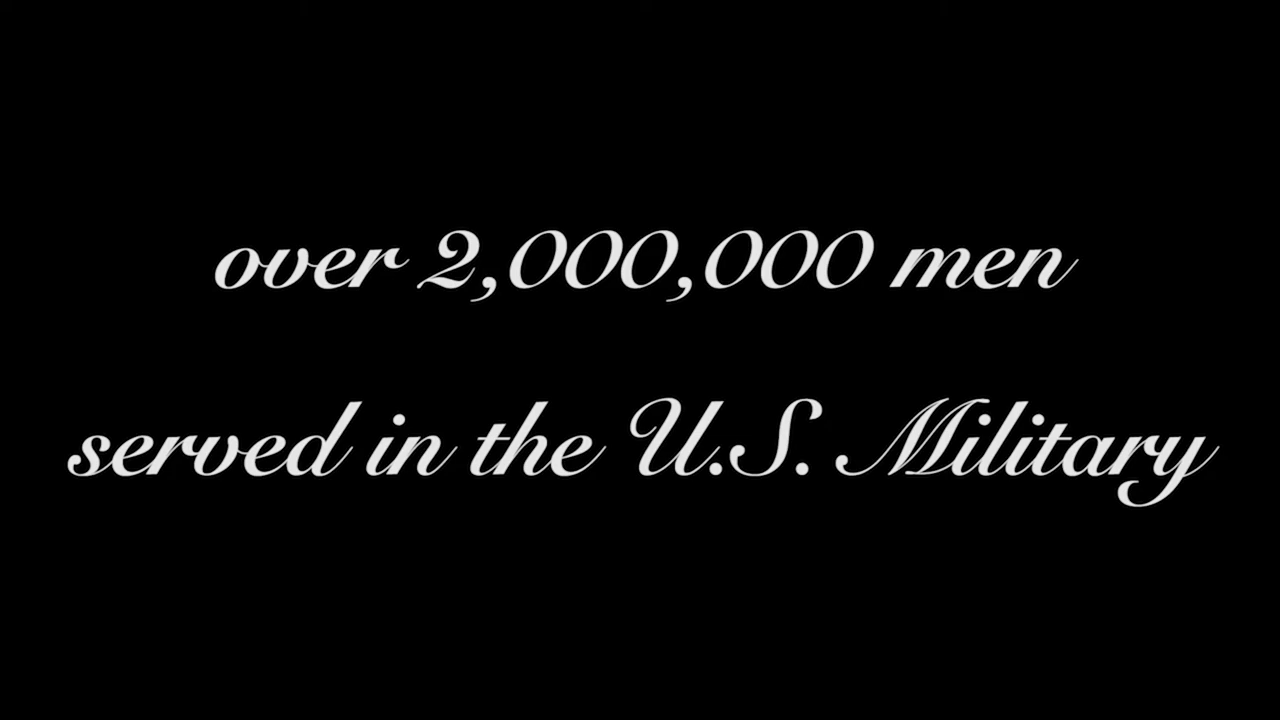 over 2,000,000 men
served in the U.S. Military